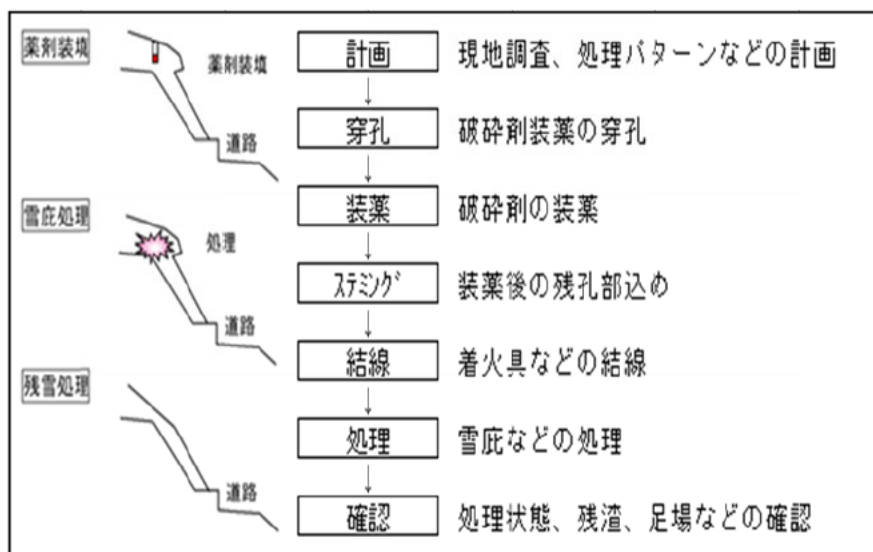 薬剤装填
薬剤装填
道路
雪庇処理
処理
道路
残雪処理
道路
計画 現地調査、処理パターンなどの計画
穿孔 破砕剤装薬の穿孔
装薬 破砕剤の装薬
ｽﾃﾐﾝｸﾞ 装薬後の残孔部込め
結線 着火具などの結線
処理 雪庇などの処理
確認 処理状態、残渣、足場などの確認